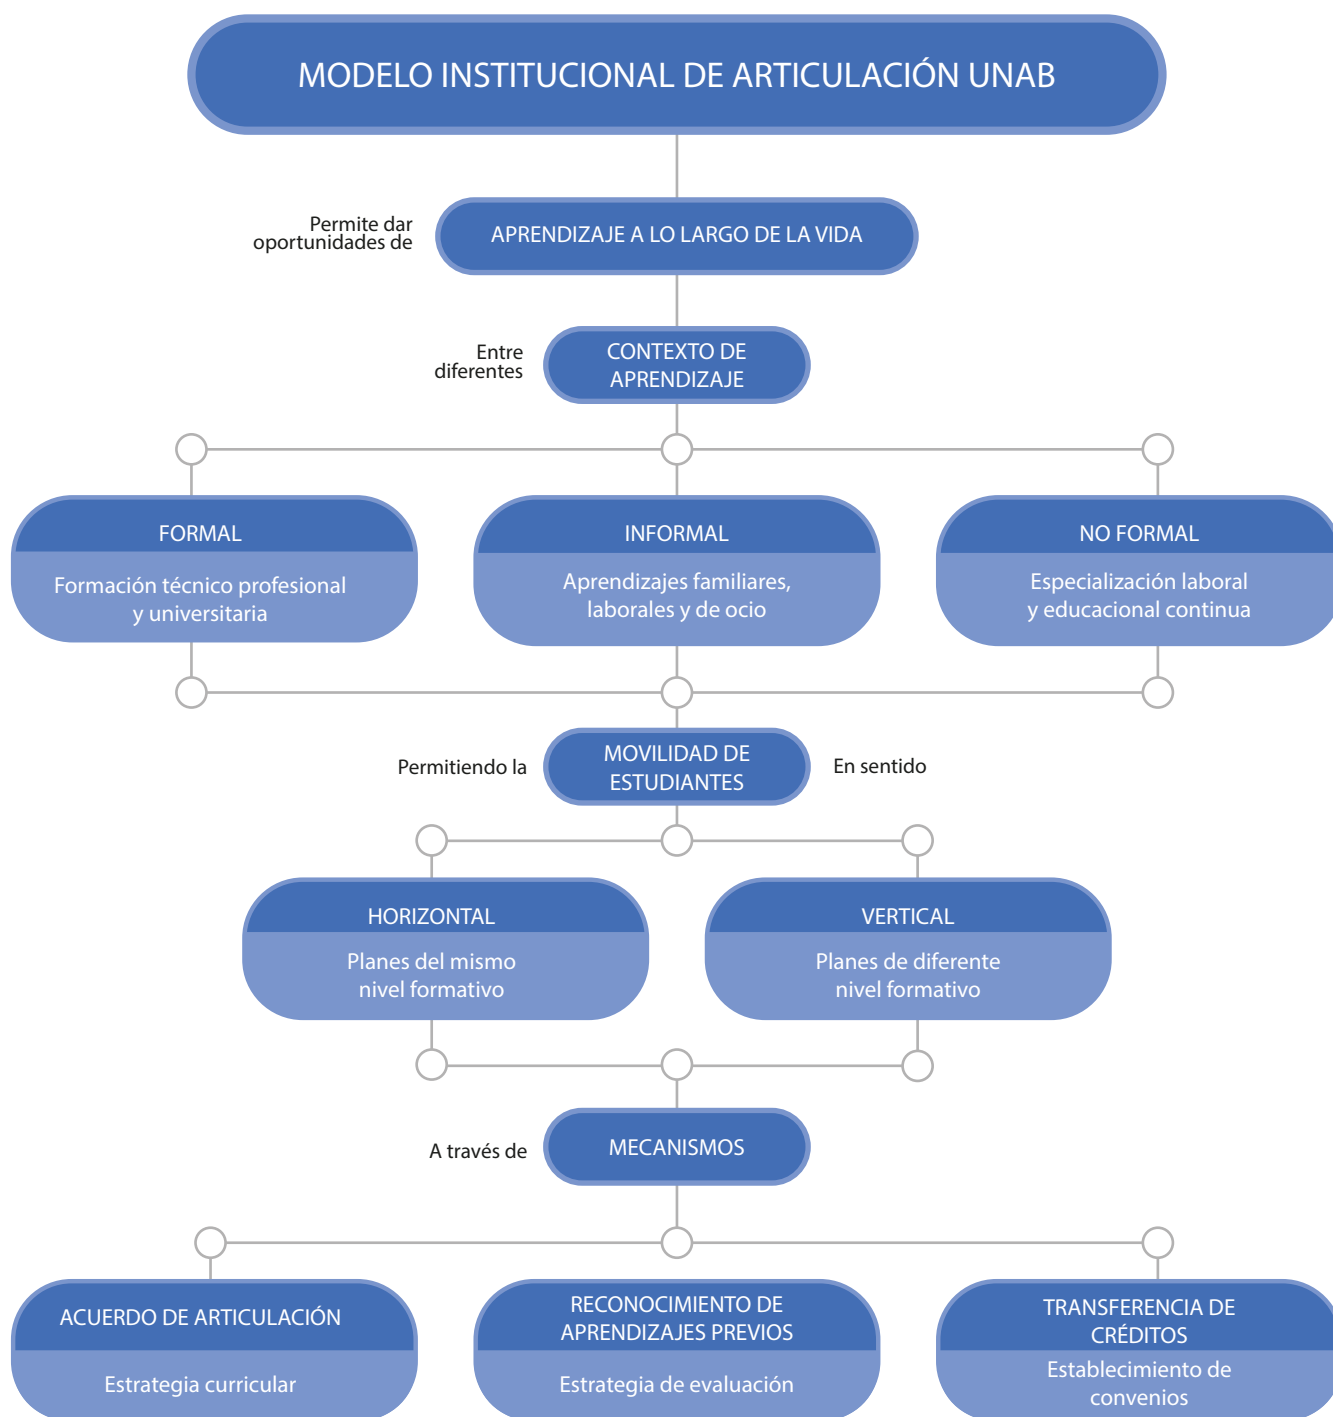 MODELO INSTITUCIONAL DE ARTICULACIÓN UNAB
Permite dar
oportunidades de
APRENDIZAJE A LO LARGO DE LA VIDA
Entre
diferentes
CONTEXTO DE
APRENDIZAJE
FORMAL
Formación técnico profesional
y universitaria
INFORMAL
Aprendizajes familiares,
laborales y de ocio
NO FORMAL
Especialización laboral
y educacional continua
Permitiendo la
MOVILIDAD DE
ESTUDIANTES
En sentido
HORIZONTAL
Planes del mismo
nivel formativo
VERTICAL
Planes de diferente
nivel formativo
A través de
MECANISMOS
ACUERDO DE ARTICULACIÓN
Estrategia curricular
RECONOCIMIENTO DE
APRENDIZAJES PREVIOS
Estrategia de evaluación
TRANSFERENCIA DE
CRÉDITOS
Establecimiento de
convenios